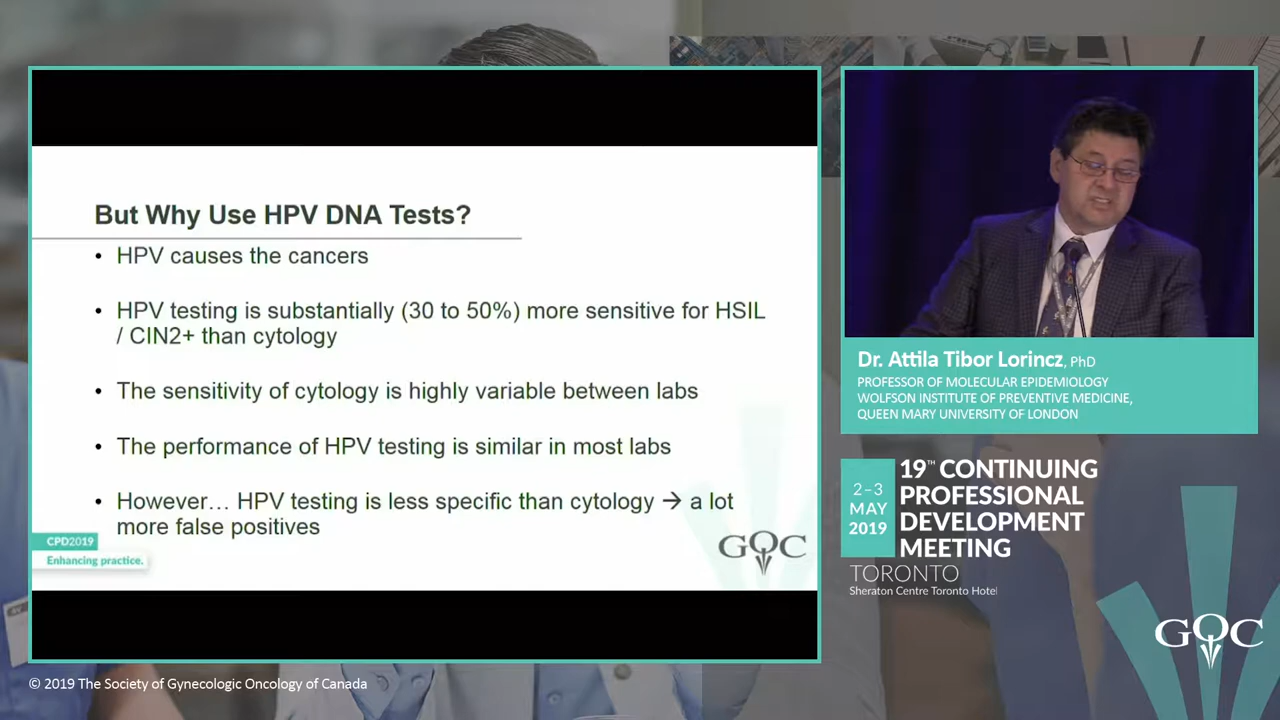 But Why Use HPV DNA Tests?
• HPV causes the cancers
• HPV testing is substantially (30 to 50%) more sensitive for HSIL
/ CIN2+ than cytology
• The sensitivity of cytology is highly variable between labs
• The performance of HPV testing is similar in most labs
• However… HPV testing is less specific than cytology → a lot
more false positives
CPD2019
Enhancing practice.
GOC
Dr. Attila Tibor Lorincz, PhD
PROFESSOR OF MOLECULAR EPIDEMIOLOGY
WOLFSON INSTITUTE OF PREVENTIVE MEDICINE,
QUEEN MARY UNIVERSITY OF LONDON
2–3
MAY
2019
19TH CONTINUING
PROFESSIONAL
DEVELOPMENT
MEETING
TORONTO
Sheraton Centre Toronto Hotel
GOC
© 2019 The Society of Gynecologic Oncology of Canada